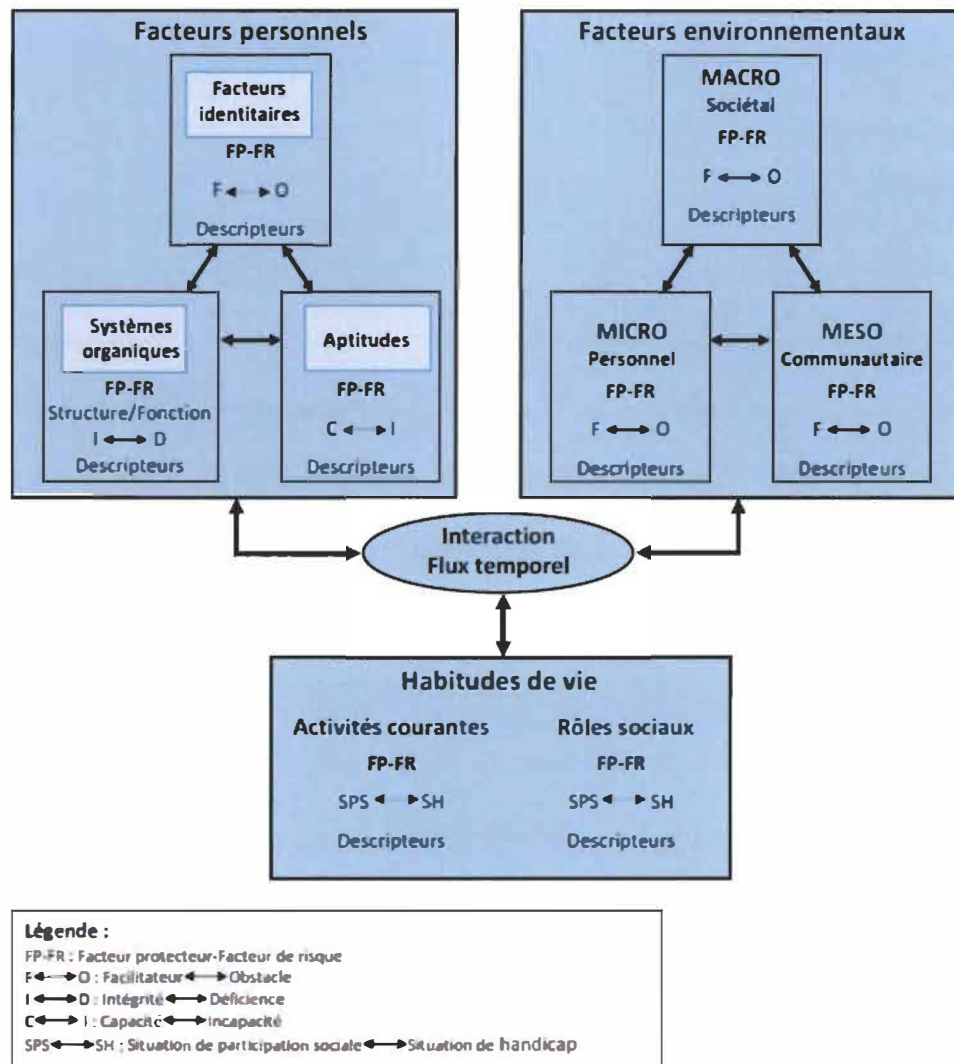 Facteurs personnels
Facteurs
identitaires
FP-FR
F ↔ O
Descripteurs
Systèmes
organiques
FP-FR
Structure/Fonction
I ↔ D
Descripteurs
Aptitudes
FP-FR
C ↔ I
Descripteurs
Facteurs environnementaux
MACRO
Sociétal
FP-FR
F ↔ O
Descripteurs
MICRO
Personnel
FP-FR
F ↔ O
Descripteurs
MESO
Communautaire
FP-FR
F ↔ O
Descripteurs
Interaction
Flux temporel
Habitudes de vie
Activités courantes
FP-FR
SPS ↔ SH
Descripteurs
Rôles sociaux
FP-FR
SPS ↔ SH
Descripteurs
Légende :
FP-FR : Facteur protecteur-Facteur de risque
F ↔ O : Facilitateur ↔ Obstacle
I ↔ D : Intégrité ↔ Déficience
C ↔ I : Capacité ↔ Incapacité
SPS ↔ SH : Situation de participation sociale ↔ Situation de handicap